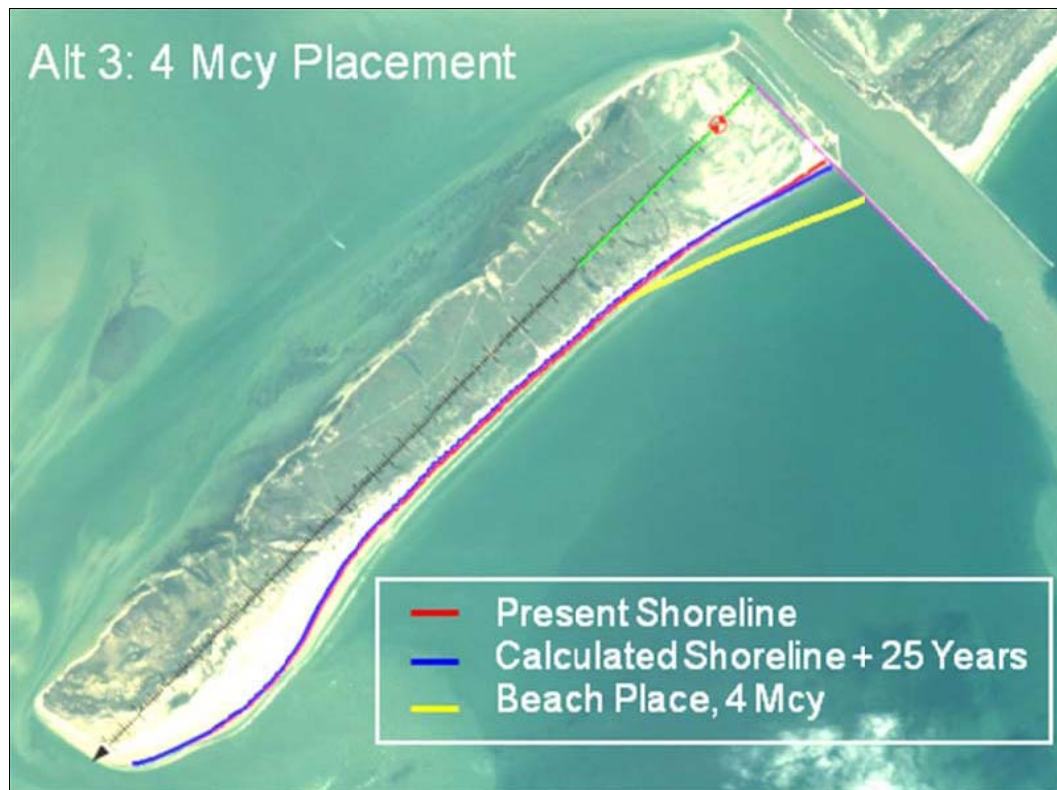 Alt 3: 4 Mcy Placement
Present Shoreline
Calculated Shoreline + 25 Years
Beach Place, 4 Mcy